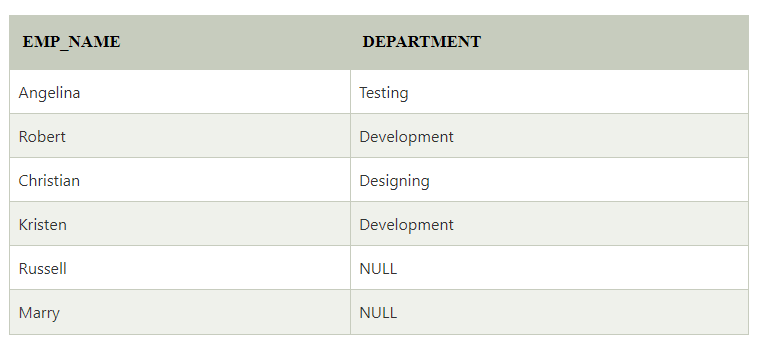 EMP_NAME DEPARTMENT
Angelina Testing
Robert Development
Christian Designing
Kristen Development
Russell NULL
Marry NULL